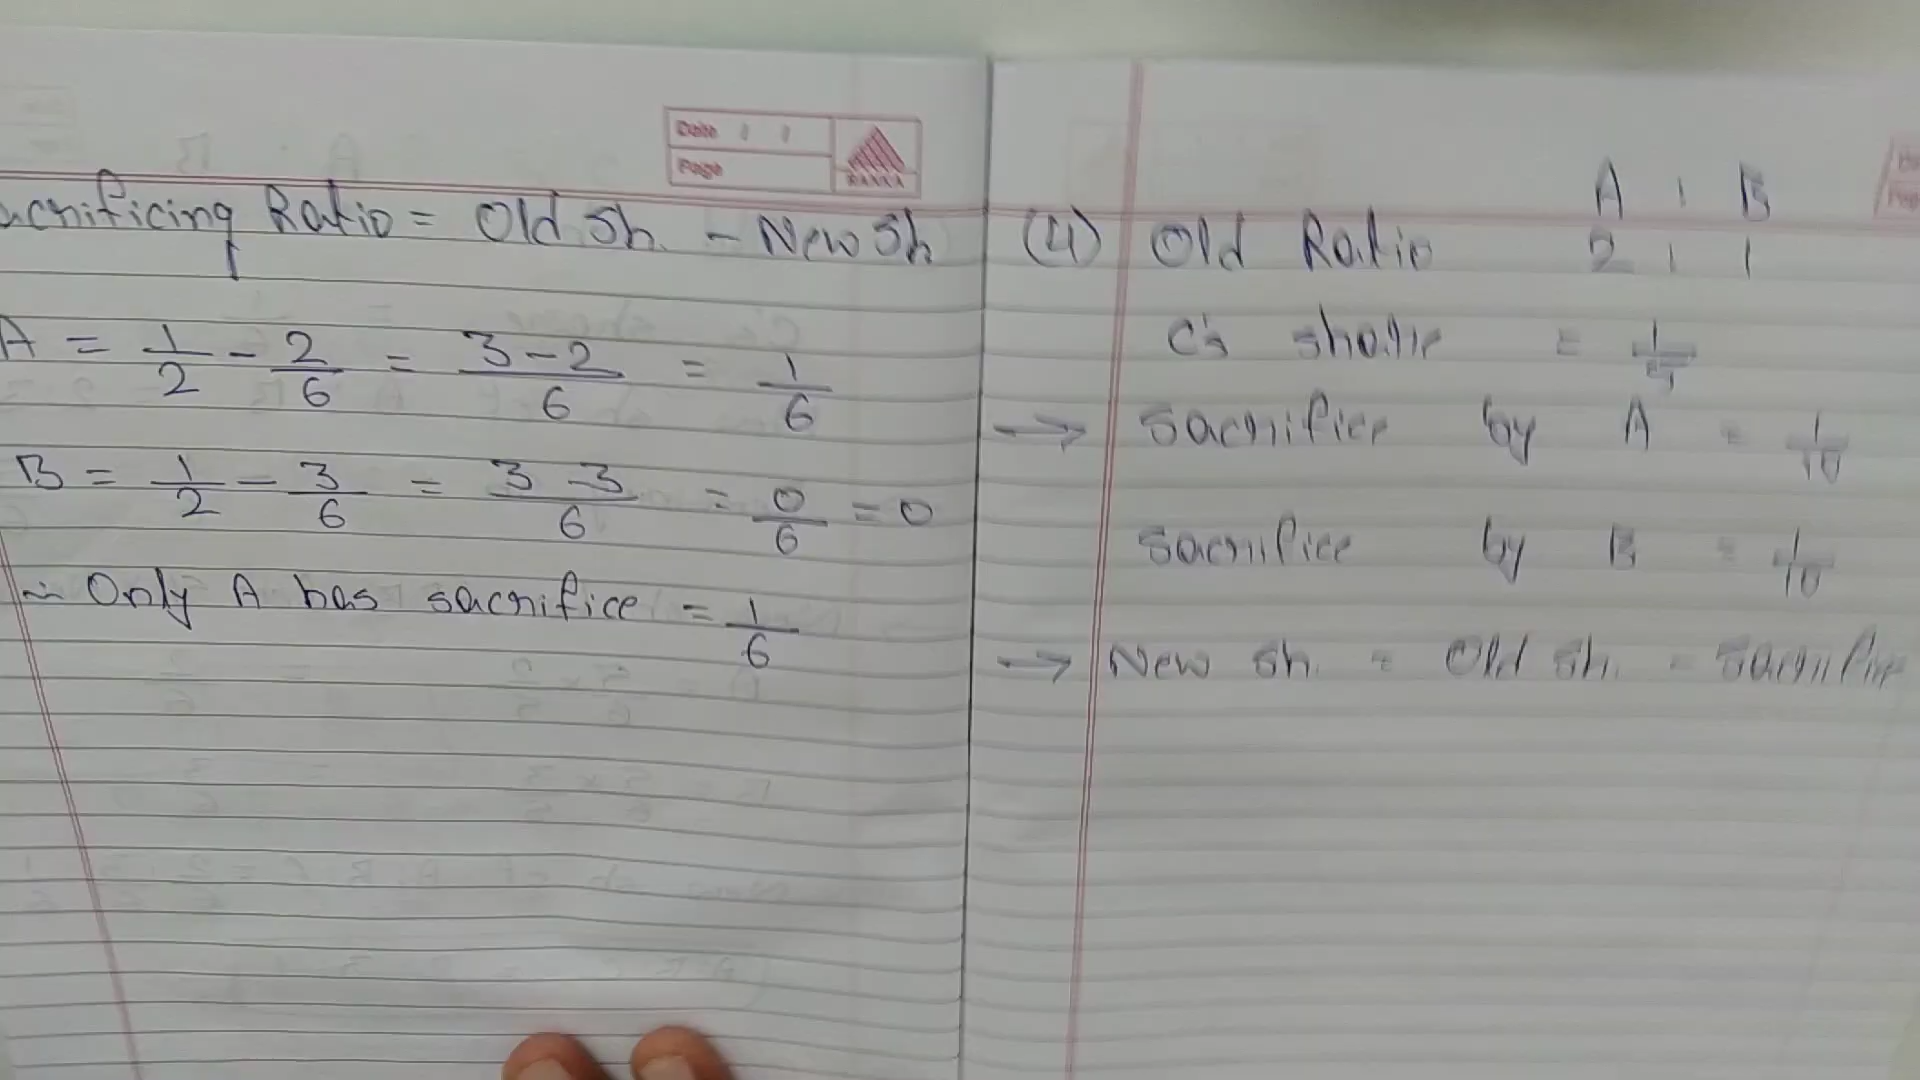 acrificing Ratio = Old Sh. - New Sh
A = 1/2 - 2/6 = 3-2/6 = 1/6
B = 1/2 - 3/6 = 3-3/6 = 0/6 = 0
∴ Only A has sacrifice = 1/6
Date
Page
(4) Old Ratio
A : B
2 : 1
C's share = 1/5
→ Sacrifice by A = 1/10
Sacrifice by B = 1/10
→ New Sh. = Old Sh. - Sacrifice